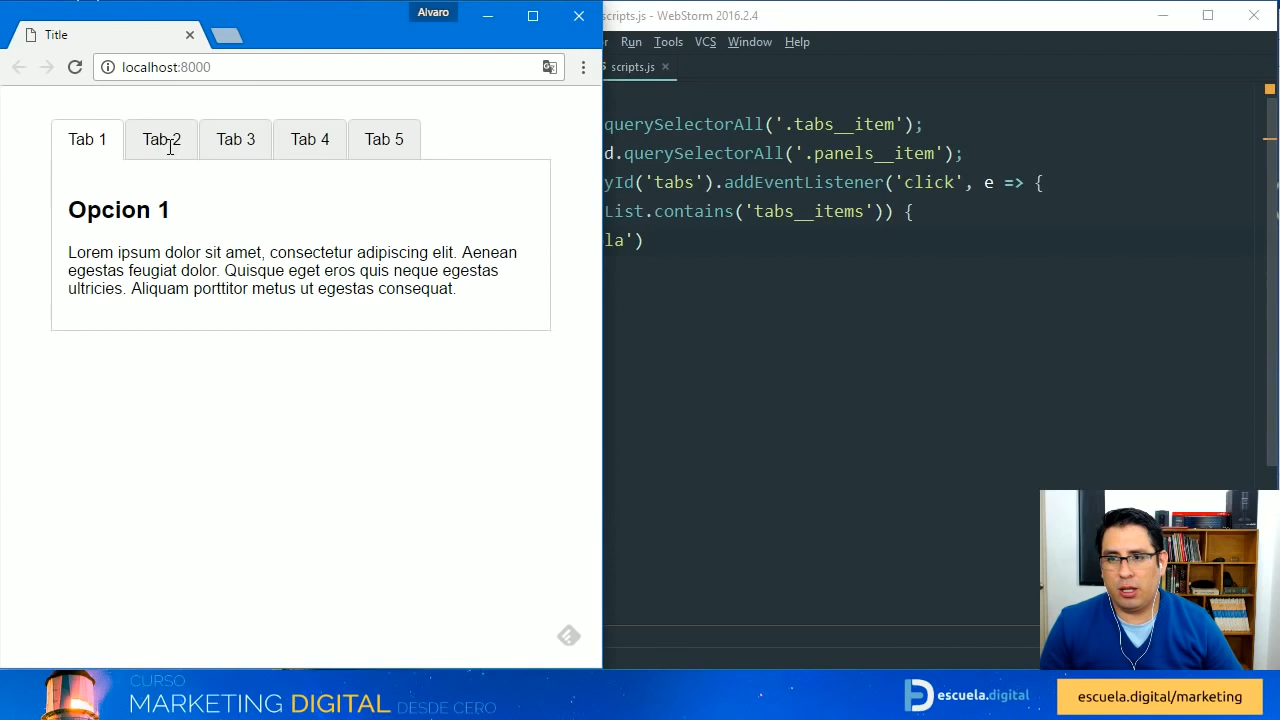 Alvaro
Title
localhost:8000
Tab 1
Tab 2
Tab 3
Tab 4
Tab 5
Opcion 1
Lorem ipsum dolor sit amet, consectetur adipiscing elit. Aenean
egestas feugiat dolor. Quisque eget eros quis neque egestas
ultricies. Aliquam porttitor metus ut egestas consequat.
scripts.js - WebStorm 2016.2.4
r Run Tools VCS Window Help
scripts.js
querySelectorAll('.tabs__item');
d.querySelectorAll('.panels__item');
yId('tabs').addEventListener('click', e => {
List.contains('tabs__items')) {
la')
CURSO
MARKETING DIGITAL DESDE CERO
escuela.digital
escuela.digital/marketing